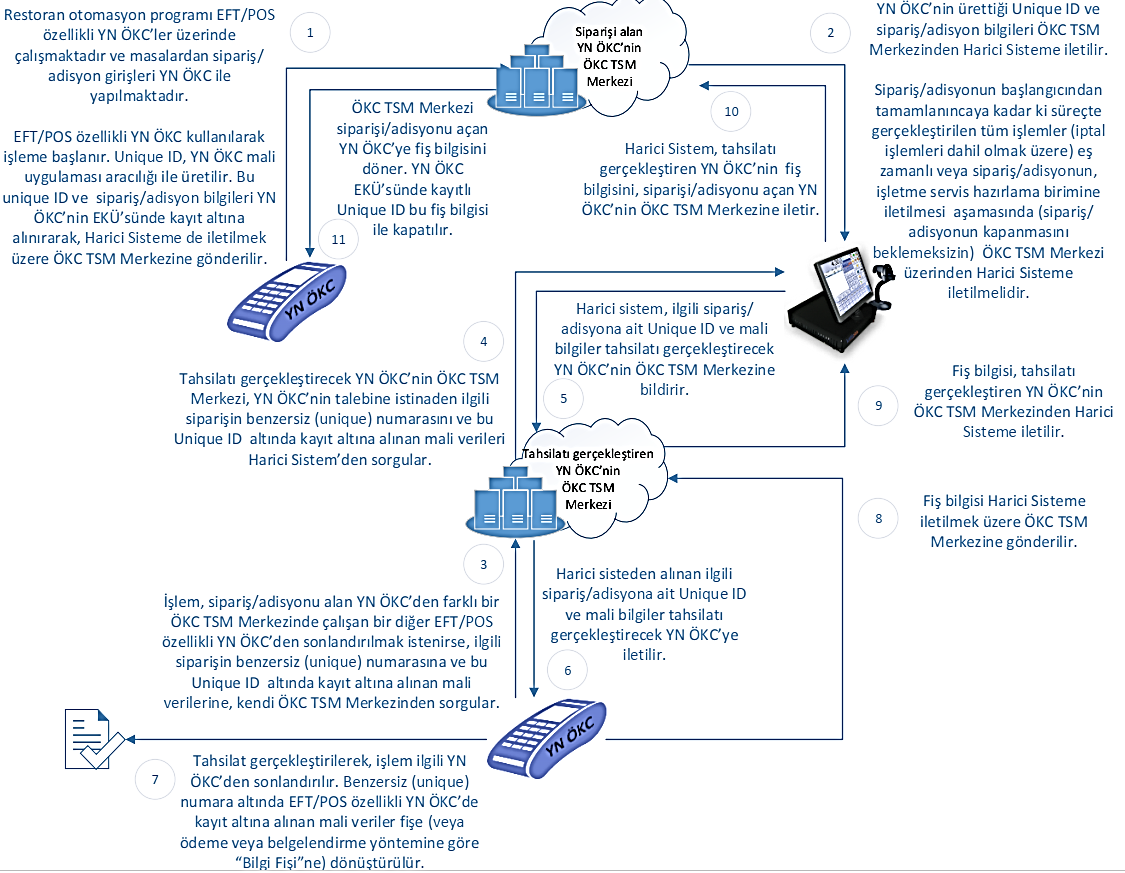 1
Restoran otomasyon programı EFT/POS
özellikli YN ÖKC'ler üzerinde
çalışmaktadır ve masalardan sipariş/
adisyon girişleri YN ÖKC ile
yapılmaktadır.
EFT/POS özellikli YN ÖKC kullanılarak
işleme başlanır. Unique ID, YN ÖKC mali
uygulaması aracılığı ile üretilir. Bu
unique ID ve sipariş/adisyon bilgileri YN
ÖKC'nin EKÜ'sünde kayıt altına
alınırarak, Harici Sisteme de iletilmek
üzere ÖKC TSM Merkezine gönderilir.
Siparişi alan
YN ÖKC'nin
ÖKC TSM
Merkezi
2
YN ÖKC'nin ürettiği Unique ID ve
sipariş/adisyon bilgileri ÖKC TSM
Merkezinden Harici Sisteme iletilir.
Sipariş/adisyonun başlangıcından
tamamlanıncaya kadar ki süreçte
gerçekleştirilen tüm işlemler (iptal
işlemleri dahil olmak üzere) eş
zamanlı veya sipariş/adisyonun,
işletme servis hazırlama birimine
iletilmesi aşamasında (sipariş/
adisyonun kapanmasını
beklemeksizin) ÖKC TSM Merkezi
üzerinden Harici Sisteme
iletilmelidir.
10
Harici Sistem, tahsilatı
gerçekleştiren YN ÖKC'nin fiş
bilgisini, siparişi/adisyonu açan YN
ÖKC'nin ÖKC TSM Merkezine iletir.
ÖKC TSM Merkezi
siparişi/adisyonu açan
YN ÖKC'ye fiş bilgisini
döner. YN ÖKC
EKÜ'sünde kayıtlı
Unique ID bu fiş bilgisi
ile kapatılır.
11
YN ÖKC
4
Tahsilatı gerçekleştirecek YN ÖKC'nin ÖKC TSM
Merkezi, YN ÖKC'nin talebine istinaden ilgili
siparişin benzersiz (unique) numarasını ve bu
Unique ID altında kayıt altına alınan mali verileri
Harici Sistem'den sorgular.
Harici sistem, ilgili sipariş/
adisyona ait Unique ID ve mali
bilgiler tahsilatı gerçekleştirecek
YN ÖKC'nin ÖKC TSM Merkezine
bildirir.
5
9
Fiş bilgisi, tahsilatı
gerçekleştiren YN ÖKC'nin
ÖKC TSM Merkezinden Harici
Sisteme iletilir.
Tahsilatı gerçekleştiren
YN ÖKC'nin
ÖKC TSM
Merkezi
8
Fiş bilgisi Harici Sisteme
iletilmek üzere ÖKC TSM
Merkezine gönderilir.
3
İşlem, sipariş/adisyonu alan YN ÖKC'den farklı bir
ÖKC TSM Merkezinde çalışan bir diğer EFT/POS
özellikli YN ÖKC'den sonlandırılmak istenirse, ilgili
siparişin benzersiz (unique) numarasına ve bu
Unique ID altında kayıt altına alınan mali
verilerine, kendi ÖKC TSM Merkezinden sorgular.
Harici sisteden alınan ilgili
sipariş/adisyona ait Unique ID
ve mali bilgiler tahsilatı
gerçekleştirecek YN ÖKC'ye
iletilir.
6
YN ÖKC
7
Tahsilat gerçekleştirilerek, işlem ilgili YN
ÖKC'den sonlandırılır. Benzersiz (unique)
numara altında EFT/POS özellikli YN ÖKC'de
kayıt altına alınan mali veriler fişe (veya
ödeme veya belgelendirme yöntemine göre
"Bilgi Fişi"ne) dönüştürülür.